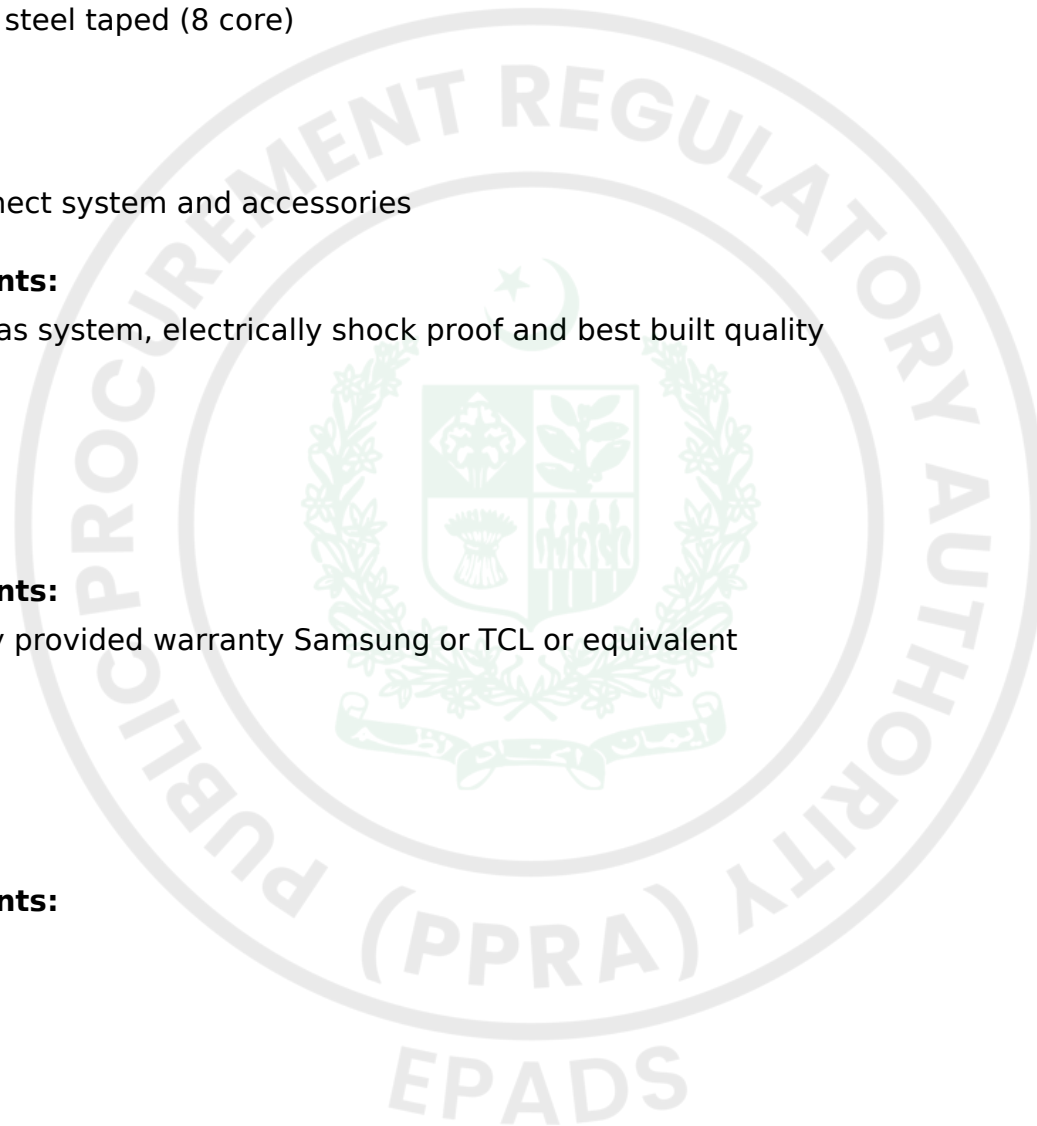 steel taped (8 core)
nect system and accessories
nts:
as system, electrically shock proof and best built quality
nts:
y provided warranty Samsung or TCL or equivalent
nts:
PUBLIC PROCUREMENT REGULATORY AUTHORITY
(PPRA)
EPADS